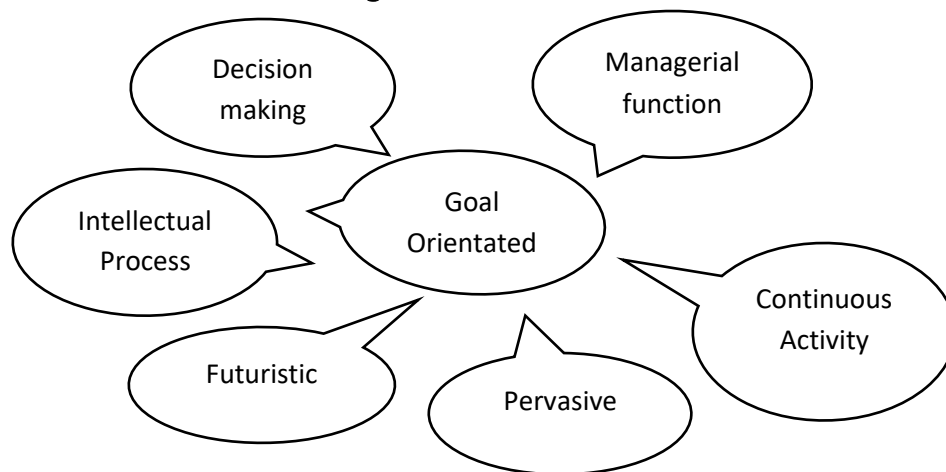 Decision
making
Managerial
function
Goal
Orientated
Intellectual
Process
Continuous
Activity
Futuristic
Pervasive